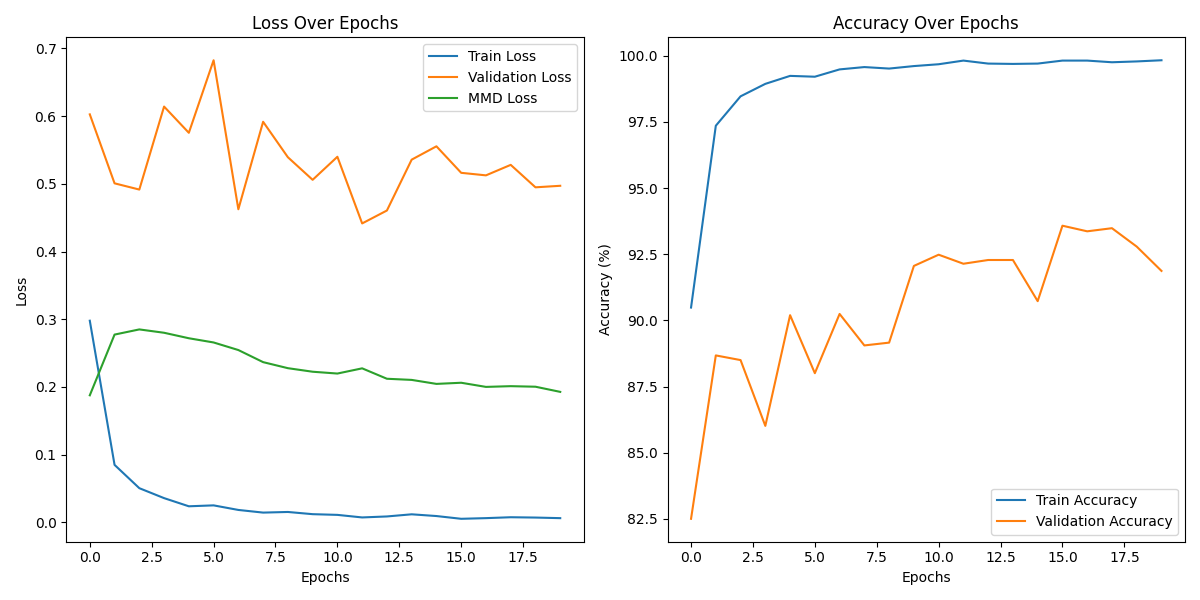 Loss Over Epochs
0.7
0.6
0.5
0.4
0.3
0.2
0.1
0.0
Loss
Train Loss
Validation Loss
MMD Loss
0.0 2.5 5.0 7.5 10.0 12.5 15.0 17.5
Epochs
Accuracy Over Epochs
100.0
97.5
95.0
92.5
90.0
87.5
85.0
82.5
Accuracy (%)
Train Accuracy
Validation Accuracy
0.0 2.5 5.0 7.5 10.0 12.5 15.0 17.5
Epochs